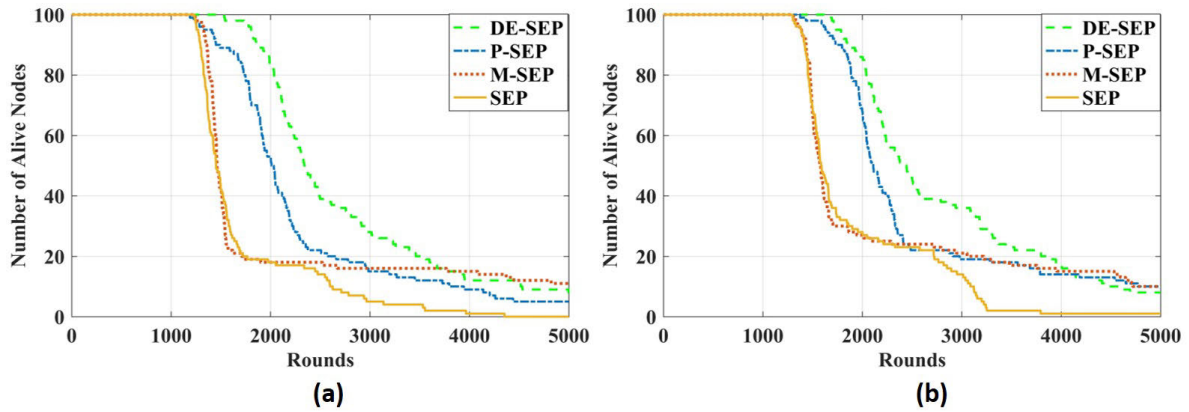 100
80
60
40
20
0
Number of Alive Nodes
DE-SEP
P-SEP
M-SEP
SEP
0 1000 2000 3000 4000 5000
Rounds
(a)
100
80
60
40
20
0
Number of Alive Nodes
DE-SEP
P-SEP
M-SEP
SEP
0 1000 2000 3000 4000 5000
Rounds
(b)